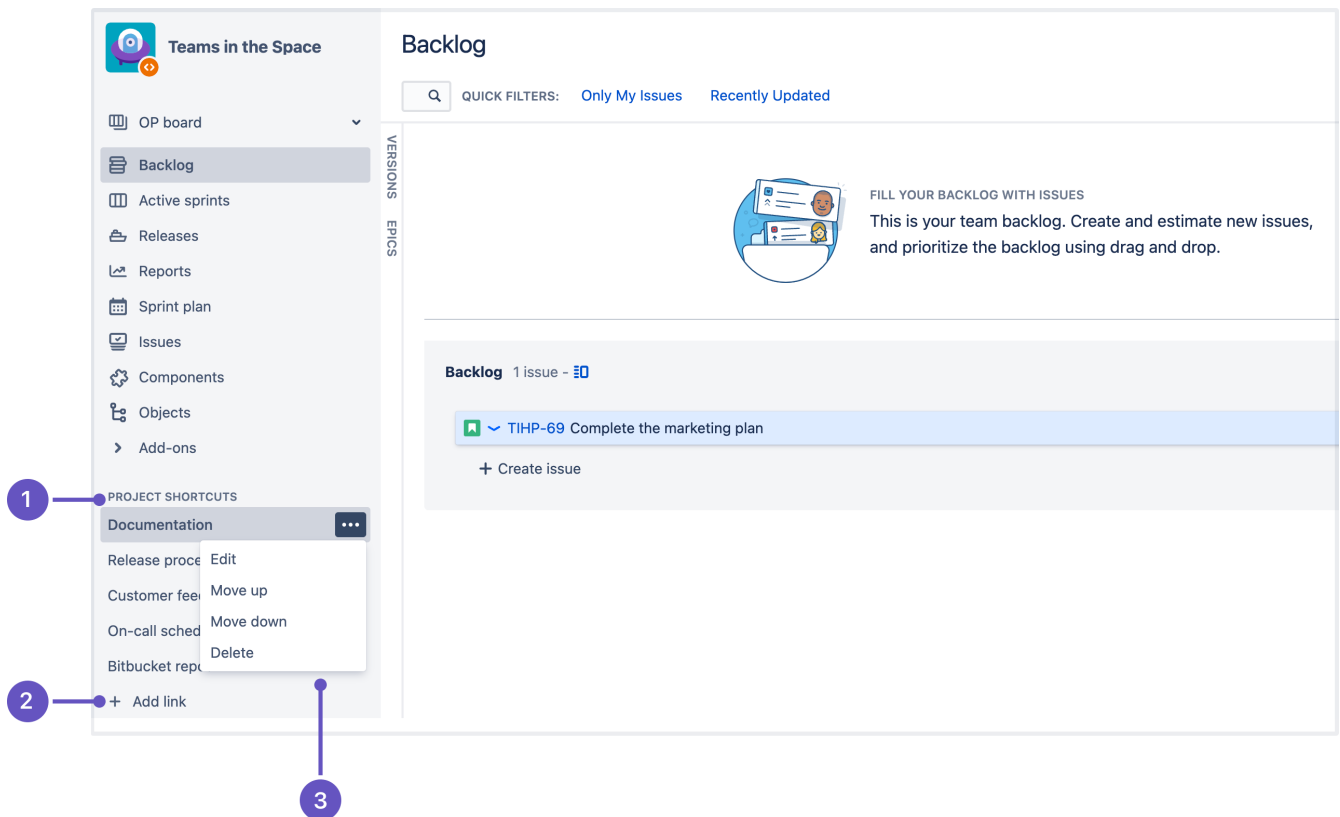 Teams in the Space
OP board
Backlog
Active sprints
Releases
Reports
Sprint plan
Issues
Components
Objects
Add-ons
PROJECT SHORTCUTS
Documentation
Release proce
Customer fee
On-call sched
Bitbucket repo
Edit
Move up
Move down
Delete
+ Add link
1
2
3
Backlog
QUICK FILTERS: Only My Issues Recently Updated
VERSIONS
EPICS
FILL YOUR BACKLOG WITH ISSUES
This is your team backlog. Create and estimate new issues,
and prioritize the backlog using drag and drop.
Backlog 1 issue -
TIHP-69 Complete the marketing plan
+ Create issue